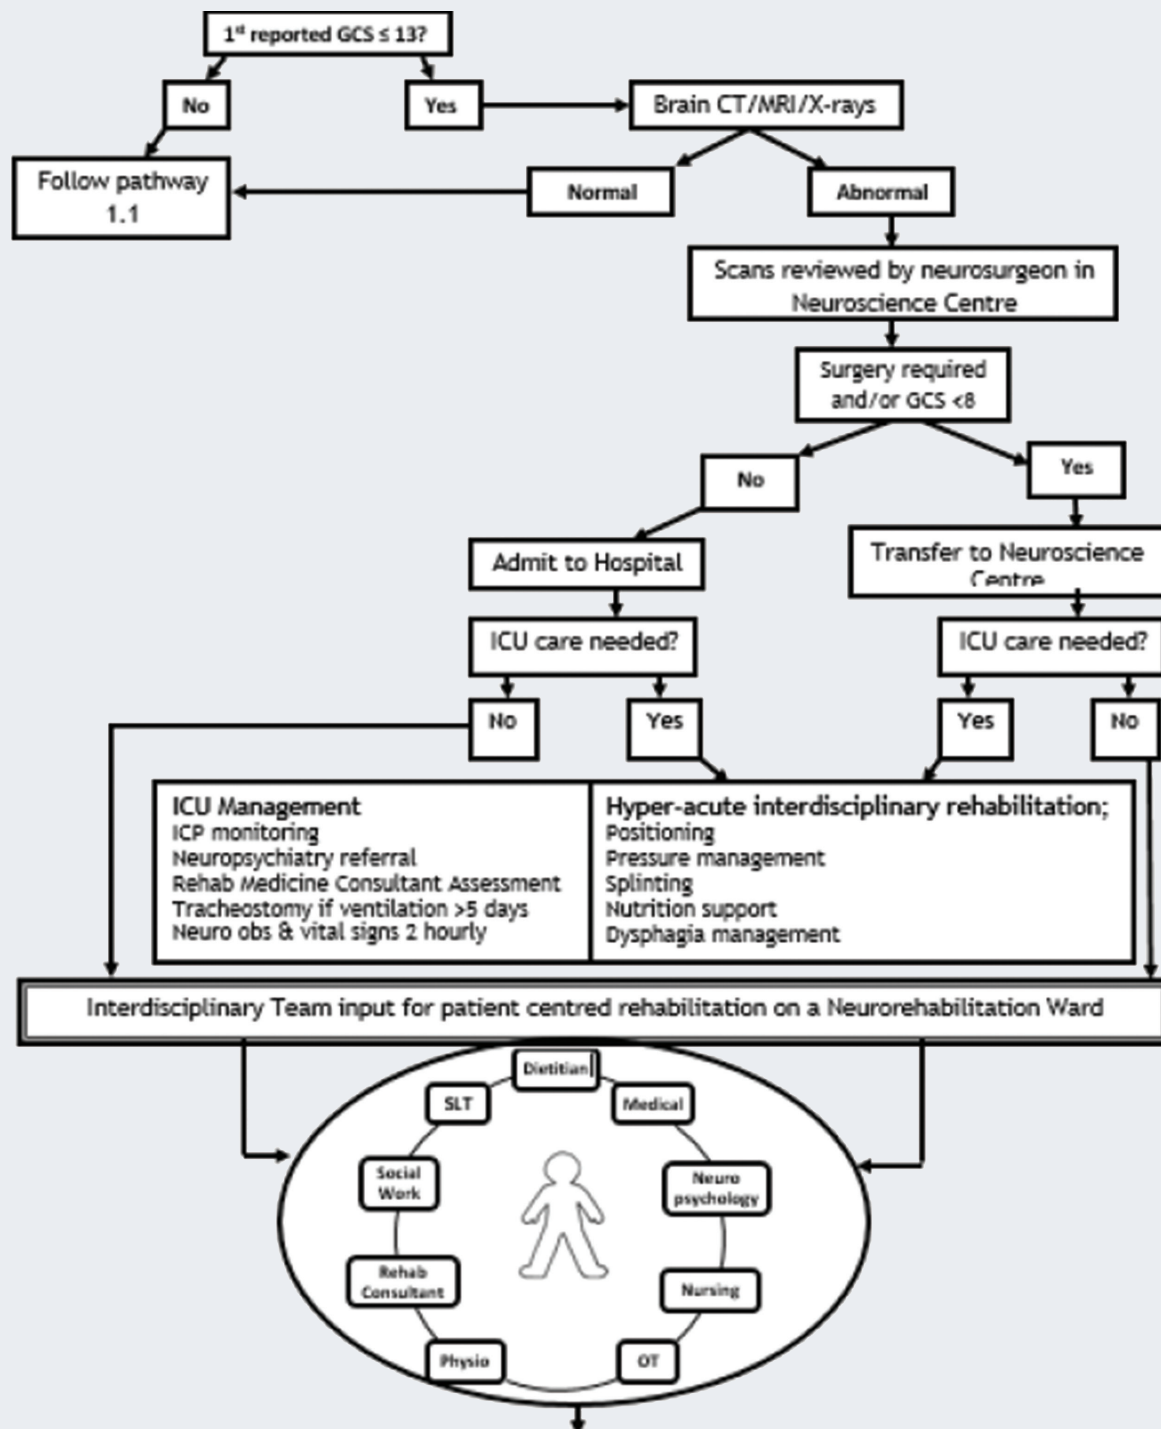 1st reported GCS ≤ 13?
No
Yes
Brain CT/MRI/X-rays
Follow pathway
1.1
Normal
Abnormal
Scans reviewed by neurosurgeon in
Neuroscience Centre
Surgery required
and/or GCS <8
No
Yes
Admit to Hospital
Transfer to Neuroscience
Centre
ICU care needed?
ICU care needed?
No
Yes
Yes
No
ICU Management
ICP monitoring
Neuropsychiatry referral
Rehab Medicine Consultant Assessment
Tracheostomy if ventilation >5 days
Neuro obs & vital signs 2 hourly
Hyper-acute interdisciplinary rehabilitation;
Positioning
Pressure management
Splinting
Nutrition support
Dysphagia management
Interdisciplinary Team input for patient centred rehabilitation on a Neurorehabilitation Ward
Dietitian
SLT
Medical
Social
Work
Neuro
psychology
Rehab
Consultant
Nursing
Physio
OT